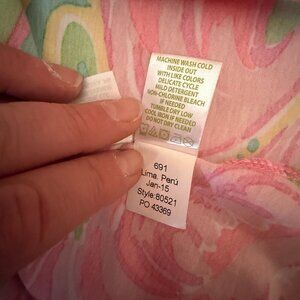 MACHINE WASH COLD
INSIDE OUT
WITH LIKE COLORS
DELICATE CYCLE
MILD DETERGENT
NON-CHLORINE BLEACH
IF NEEDED
TUMBLE DRY LOW
COOL IRON IF NEEDED
DO NOT DRY CLEAN
691
Lima. Perú
Jan-15
Style:80521
PO 43369